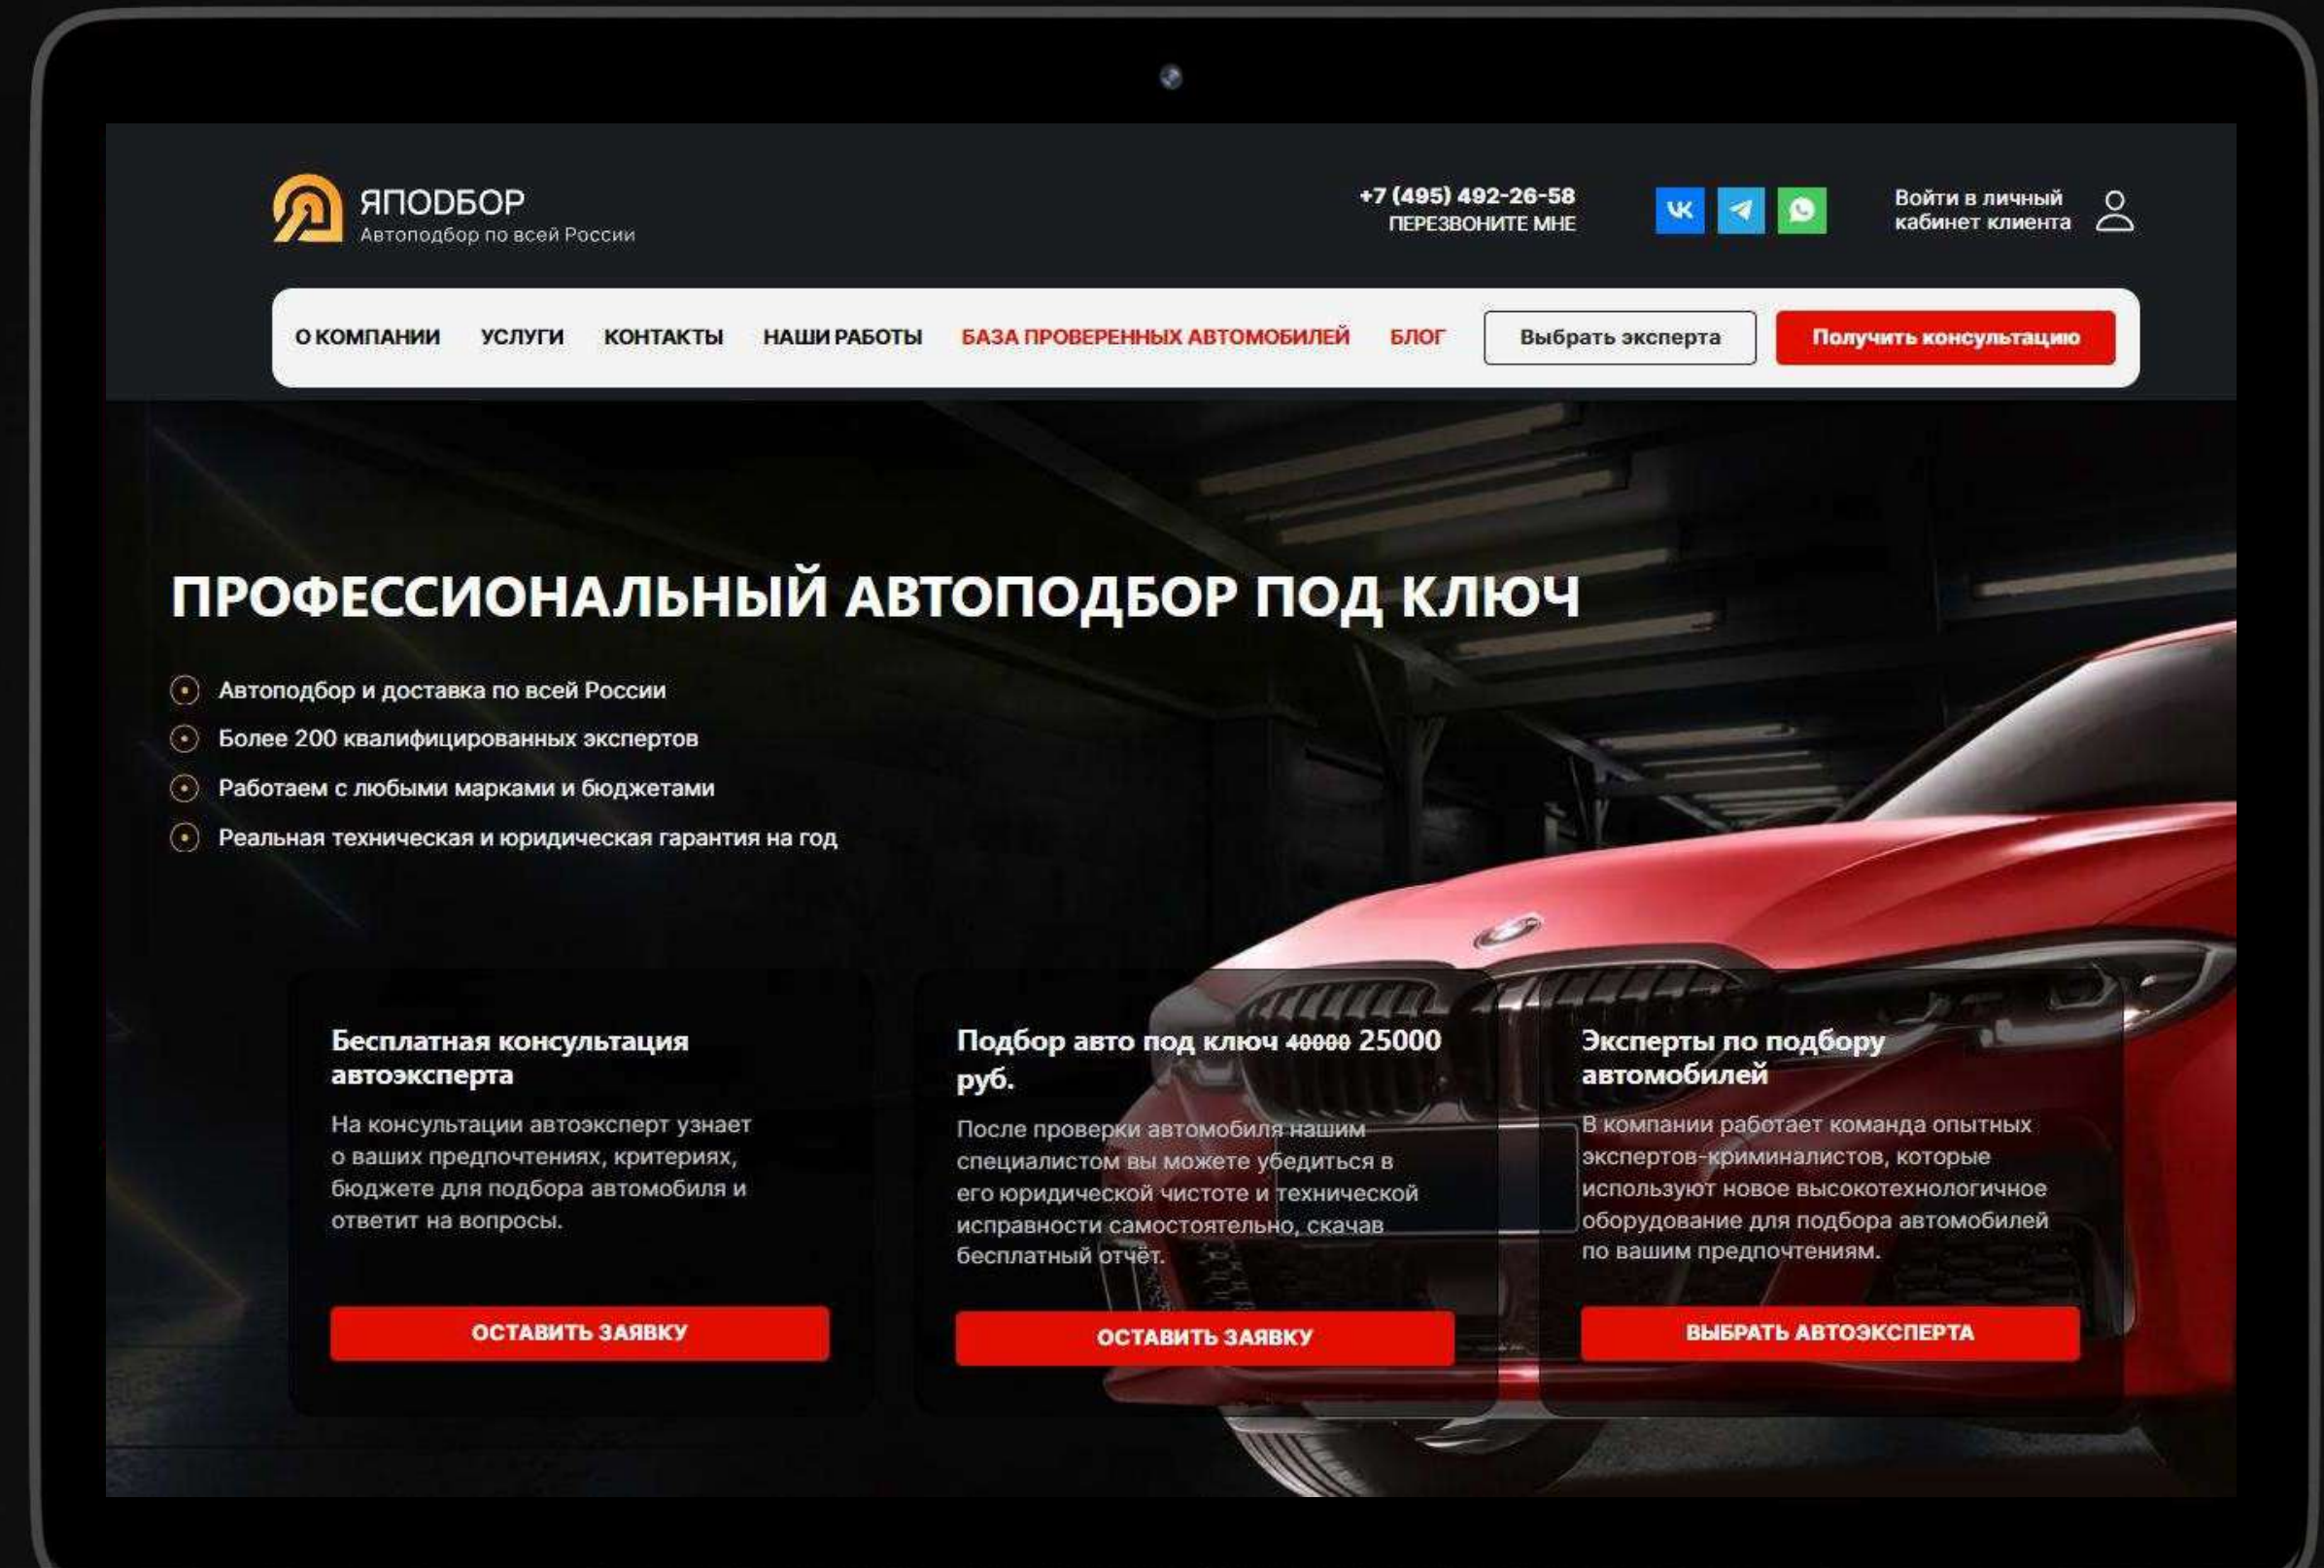 ЯПОДБОР
Автоподбор по всей России
+7 (495) 492-26-58
ПЕРЕЗВОНИТЕ МНЕ
Войти в личный
кабинет клиента
О КОМПАНИИ УСЛУГИ КОНТАКТЫ НАШИ РАБОТЫ БАЗА ПРОВЕРЕННЫХ АВТОМОБИЛЕЙ БЛОГ Выбрать эксперта Получить консультацию
ПРОФЕССИОНАЛЬНЫЙ АВТОПОДБОР ПОД КЛЮЧ
Автоподбор и доставка по всей России
Более 200 квалифицированных экспертов
Работаем с любыми марками и бюджетами
Реальная техническая и юридическая гарантия на год
Бесплатная консультация
автоэксперта
На консультации автоэксперт узнает
о ваших предпочтениях, критериях,
бюджете для подбора автомобиля и
ответит на вопросы.
ОСТАВИТЬ ЗАЯВКУ
Подбор авто под ключ 40000 25000
руб.
После проверки автомобиля нашим
специалистом вы можете убедиться в
его юридической чистоте и технической
исправности самостоятельно, скачав
бесплатный отчёт.
ОСТАВИТЬ ЗАЯВКУ
Эксперты по подбору
автомобилей
В компании работает команда опытных
экспертов-криминалистов, которые
используют новое высокотехнологичное
оборудование для подбора автомобилей
по вашим предпочтениям.
ВЫБРАТЬ АВТОЭКСПЕРТА